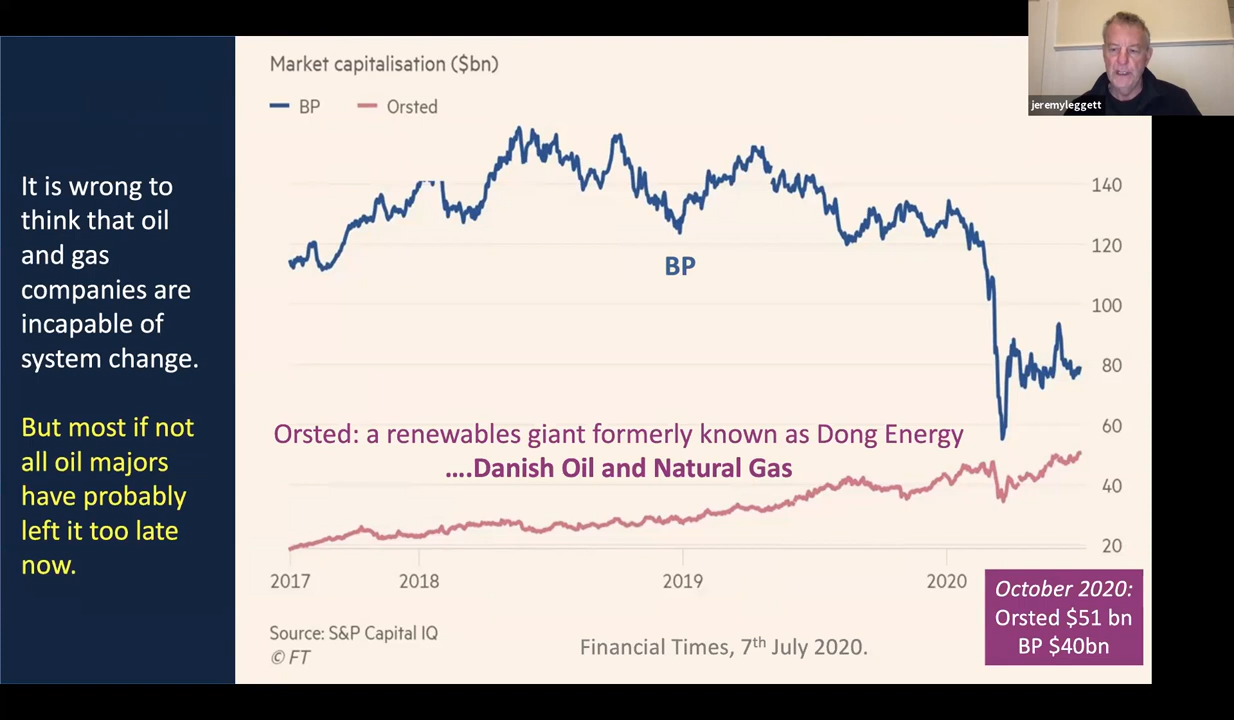 jeremyleggett
It is wrong to
think that oil
and gas
companies are
incapable of
system change.
But most if not
all oil majors
have probably
left it too late
now.
Market capitalisation ($bn)
BP
Orsted
BP
Orsted: a renewables giant formerly known as Dong Energy
....Danish Oil and Natural Gas
140
120
100
80
60
40
20
2017 2018 2019 2020
Source: S&P Capital IQ
© FT
Financial Times, 7th July 2020.
October 2020:
Orsted $51 bn
BP $40bn